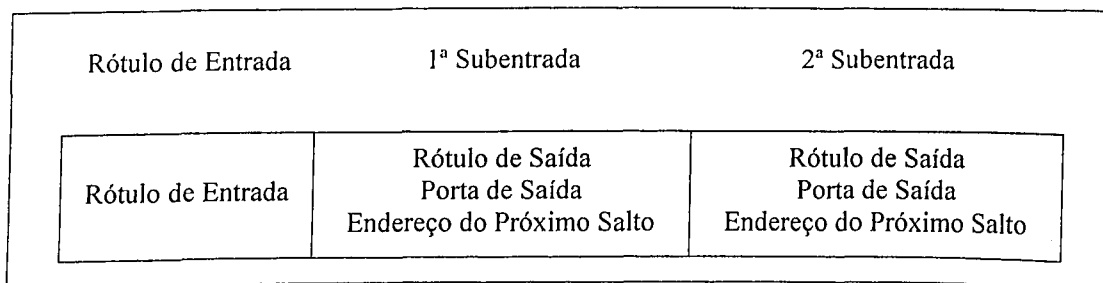 Rótulo de Entrada 1ª Subentrada 2ª Subentrada
Rótulo de Entrada
Rótulo de Saída
Porta de Saída
Endereço do Próximo Salto
Rótulo de Saída
Porta de Saída
Endereço do Próximo Salto